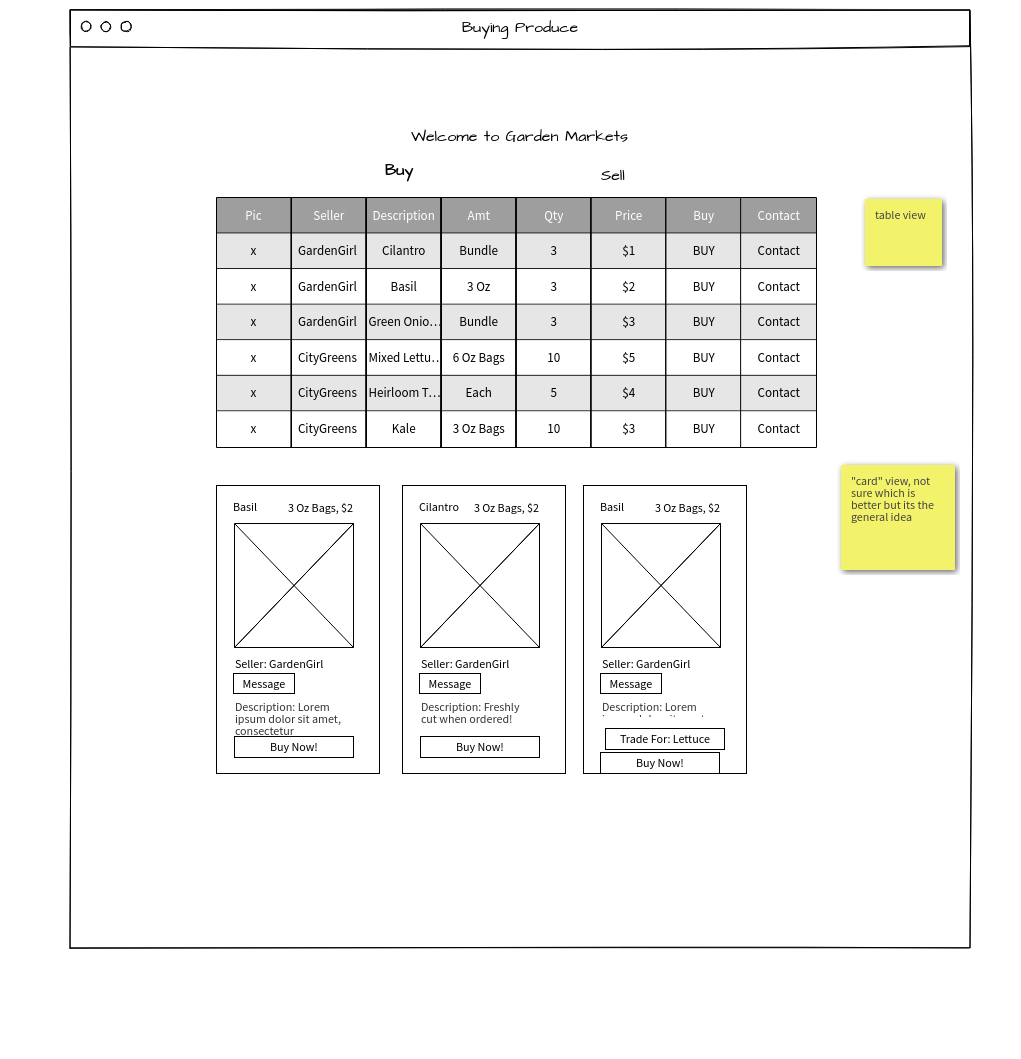 Buying Produce
Welcome to Garden Markets
Buy Sell
Pic Seller Description Amt Qty Price Buy Contact
x GardenGirl Cilantro Bundle 3 $1 BUY Contact
x GardenGirl Basil 3 Oz 3 $2 BUY Contact
x GardenGirl Green Onio... Bundle 3 $3 BUY Contact
x CityGreens Mixed Lettu... 6 Oz Bags 10 $5 BUY Contact
x CityGreens Heirloom T... Each 5 $4 BUY Contact
x CityGreens Kale 3 Oz Bags 10 $3 BUY Contact
table view
"card" view, not
sure which is
better but its the
general idea
Basil 3 Oz Bags, $2
Seller: GardenGirl
Message
Description: Lorem
ipsum dolor sit amet,
consectetur
Buy Now!
Cilantro 3 Oz Bags, $2
Seller: GardenGirl
Message
Description: Freshly
cut when ordered!
Buy Now!
Basil 3 Oz Bags, $2
Seller: GardenGirl
Message
Description: Lorem
Trade For: Lettuce
Buy Now!